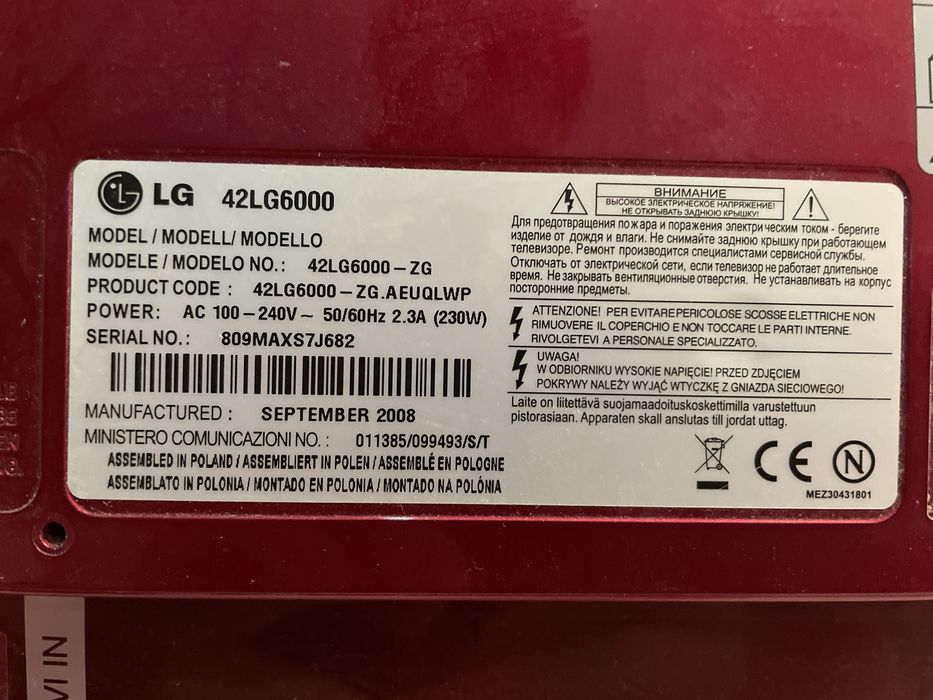 LG 42LG6000
MODEL / MODELL/ MODELLO
MODELE / MODELO NO. : 42LG6000 – ZG
PRODUCT CODE : 42LG6000 – ZG.AEUQLWP
POWER: AC 100 – 240V ~ 50/60Hz 2.3A (230W)
SERIAL NO. : 809MAXS7J682
MANUFACTURED : SEPTEMBER 2008
MINISTERO COMUNICAZIONI NO. : 011385/099493/S/T
ASSEMBLED IN POLAND / ASSEMBLIERT IN POLEN / ASSEMBLÉ EN POLOGNE
ASSEMBLATO IN POLONIA / MONTADO EN POLONIA / MONTADO NA POLÓNIA
ВНИМАНИЕ
ВЫСОКОЕ ЭЛЕКТРИЧЕСКОЕ НАПРЯЖЕНИЕ!
НЕ ОТКРЫВАТЬ ЗАДНЮЮ КРЫШКУ!
Для предотвращения пожара и поражения электрическим током - берегите
изделие от дождя и влаги. Не снимайте заднюю крышку при работающем
телевизоре. Ремонт производится специалистами сервисной службы.
Отключать от электрической сети, если телевизор не работает длительное
время. Не закрывать вентиляционные отверстия. Не устанавливать на корпус
посторонние предметы.
ATTENZIONE! PER EVITARE PERICOLOSE SCOSSE ELETTRICHE NON
RIMUOVERE IL COPERCHIO E NON TOCCARE LE PARTI INTERNE.
RIVOLGETEVI A PERSONALE SPECIALIZZATO.
UWAGA!
W ODBIORNIKU WYSOKIE NAPIĘCIE! PRZED ZDJĘCIEM
POKRYWY NALEŻY WYJĄĆ WTYCZKĘ Z GNIAZDA SIECIOWEGO!
Laite on liitettävä suojamaadoituskoskettimilla varustettuun
pistorasiaan. Apparaten skall anslutas till jordat uttag.
CE N
MEZ30431801
VI IN